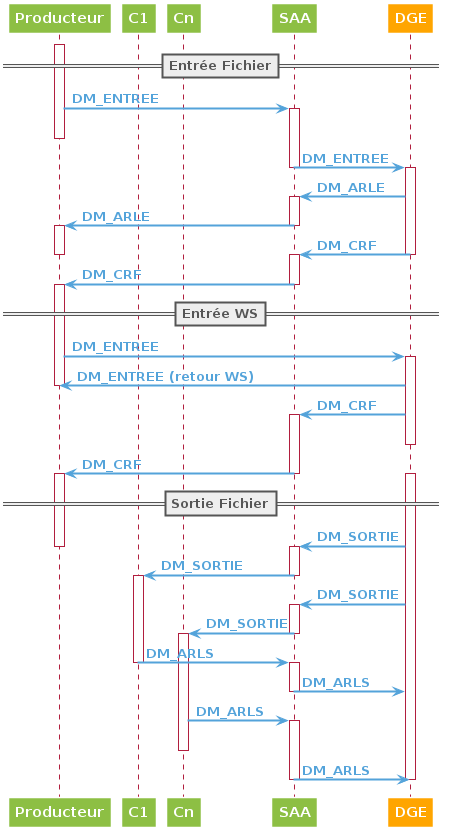 Producteur C1 Cn SAA DGE
Entrée Fichier
DM_ENTREE
DM_ENTREE
DM_ARLE
DM_ARLE
DM_CRF
DM_CRF
Entrée WS
DM_ENTREE
DM_ENTREE (retour WS)
DM_CRF
DM_CRF
Sortie Fichier
DM_SORTIE
DM_SORTIE
DM_SORTIE
DM_SORTIE
DM_ARLS
DM_ARLS
DM_ARLS
DM_ARLS
Producteur C1 Cn SAA DGE